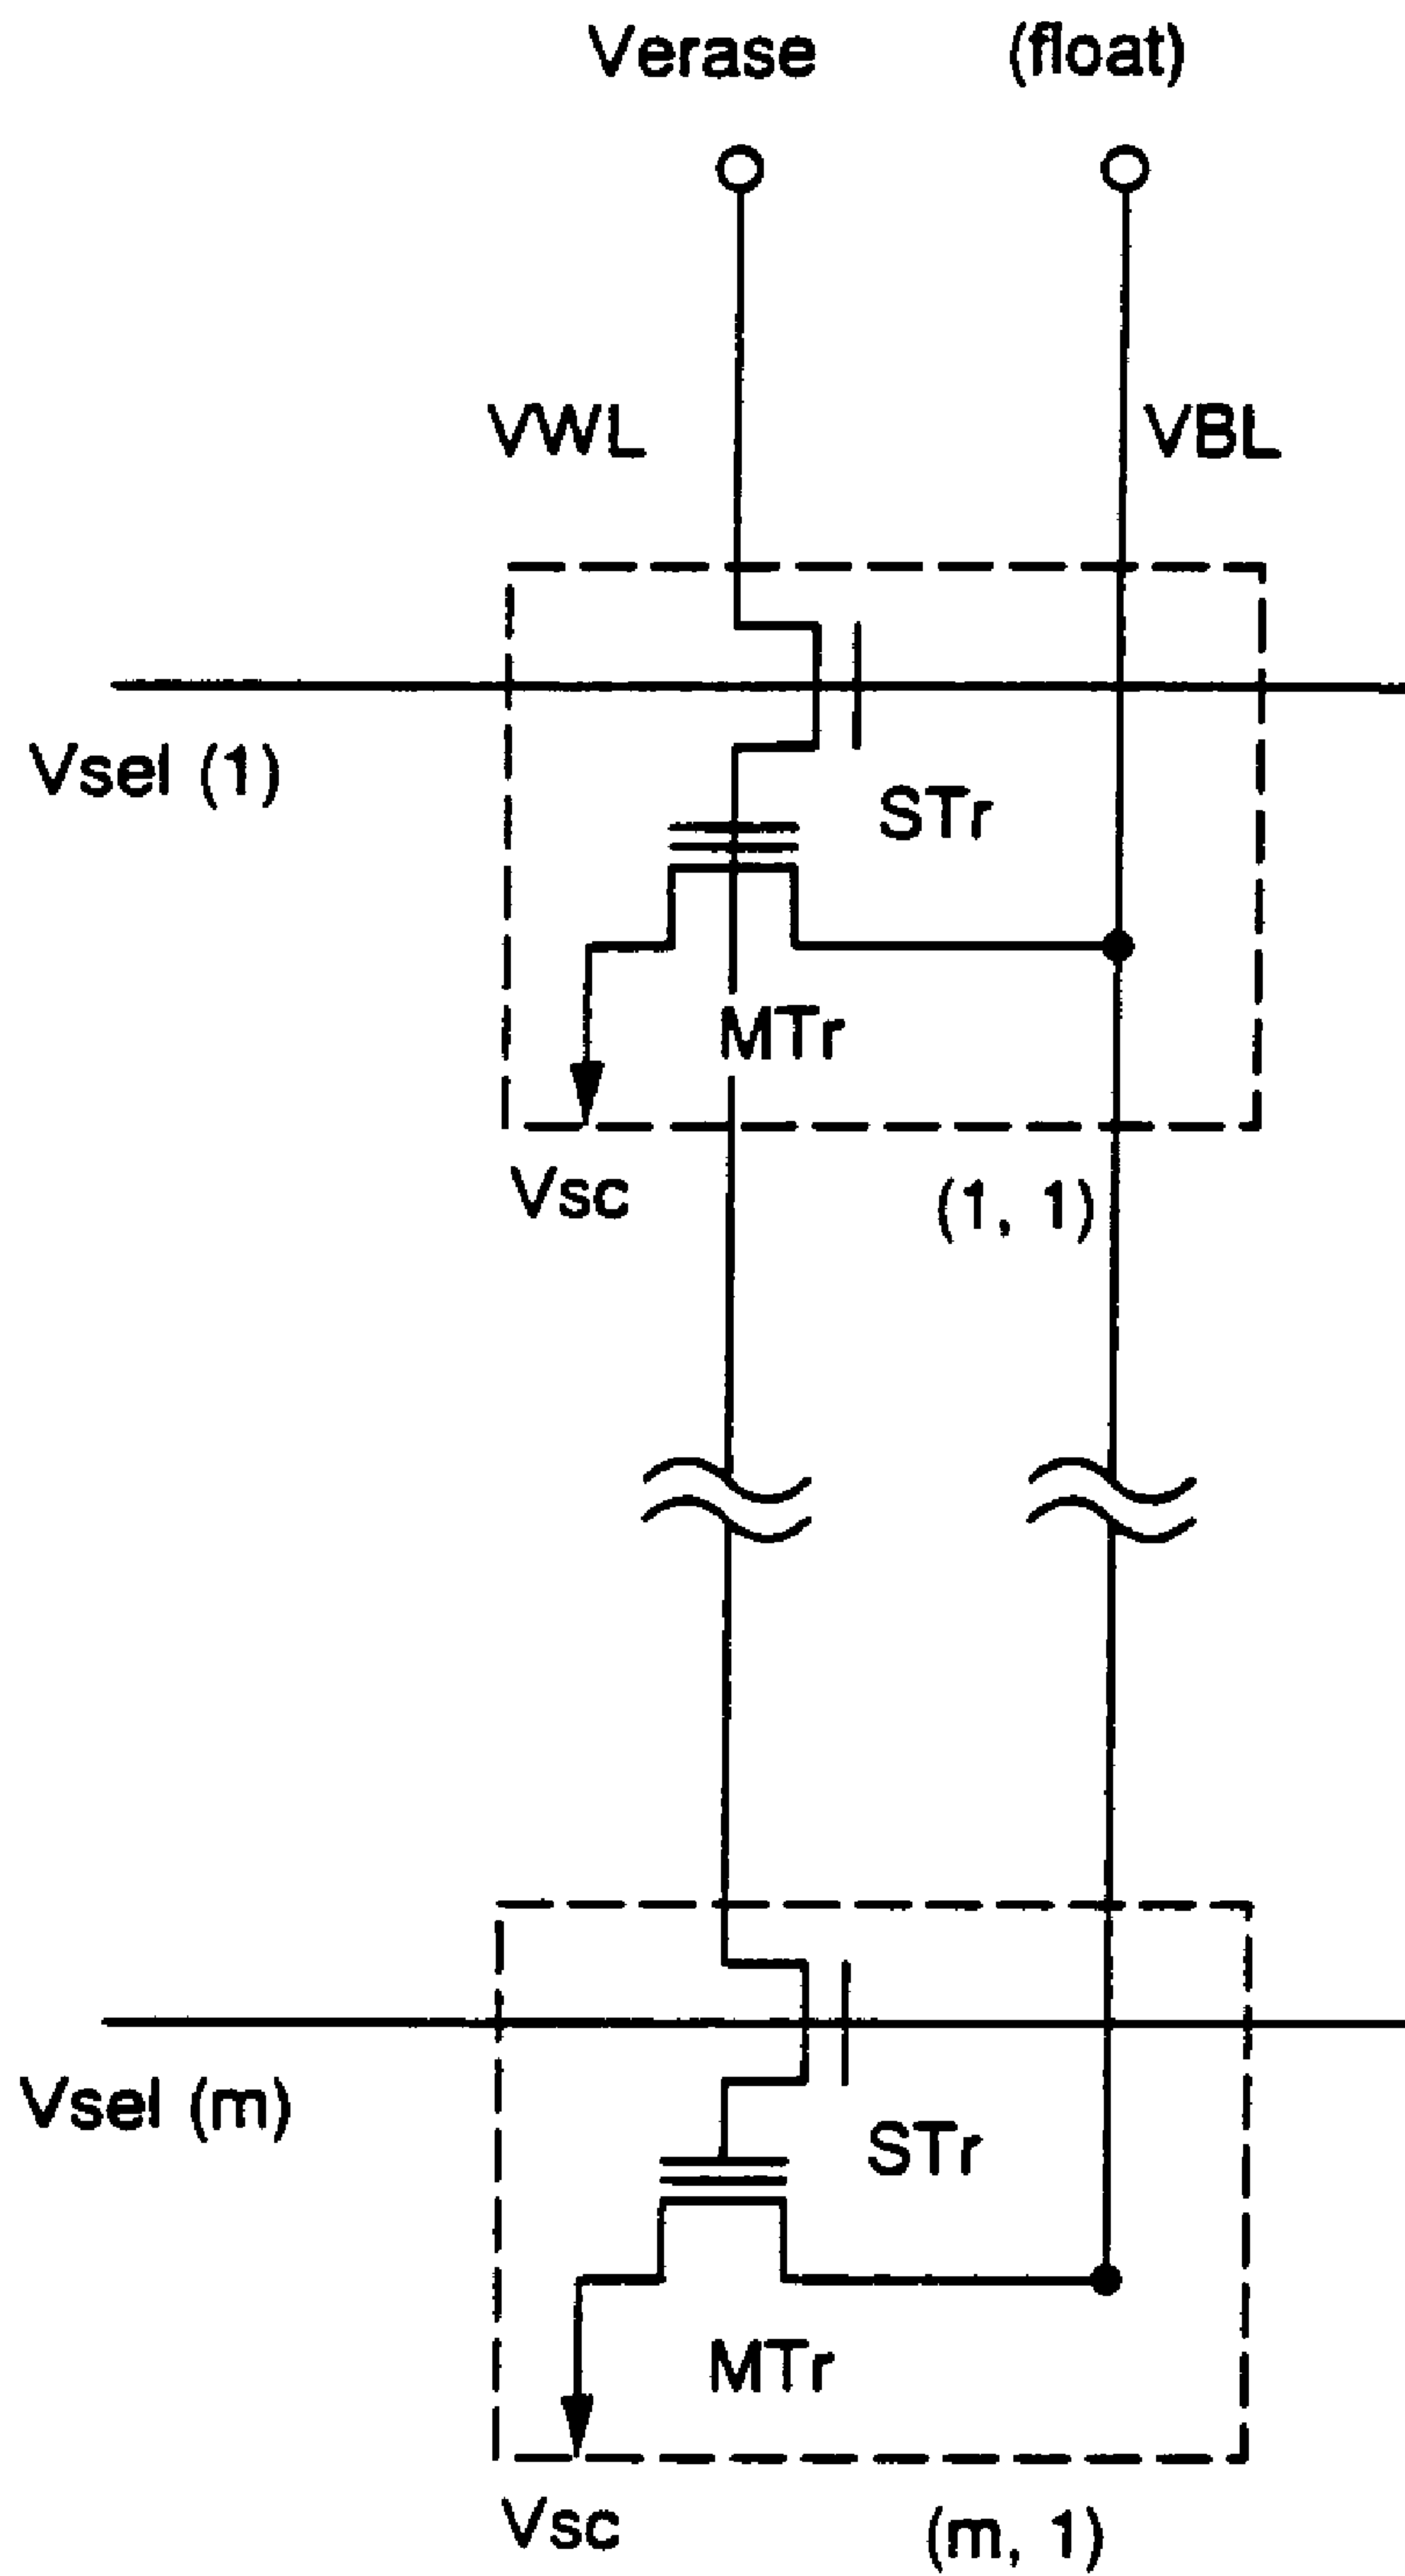 Verase (float)
VWL VBL
Vsel (1)
STr
MTr
Vsc (1, 1)
Vsel (m)
STr
MTr
Vsc (m, 1)